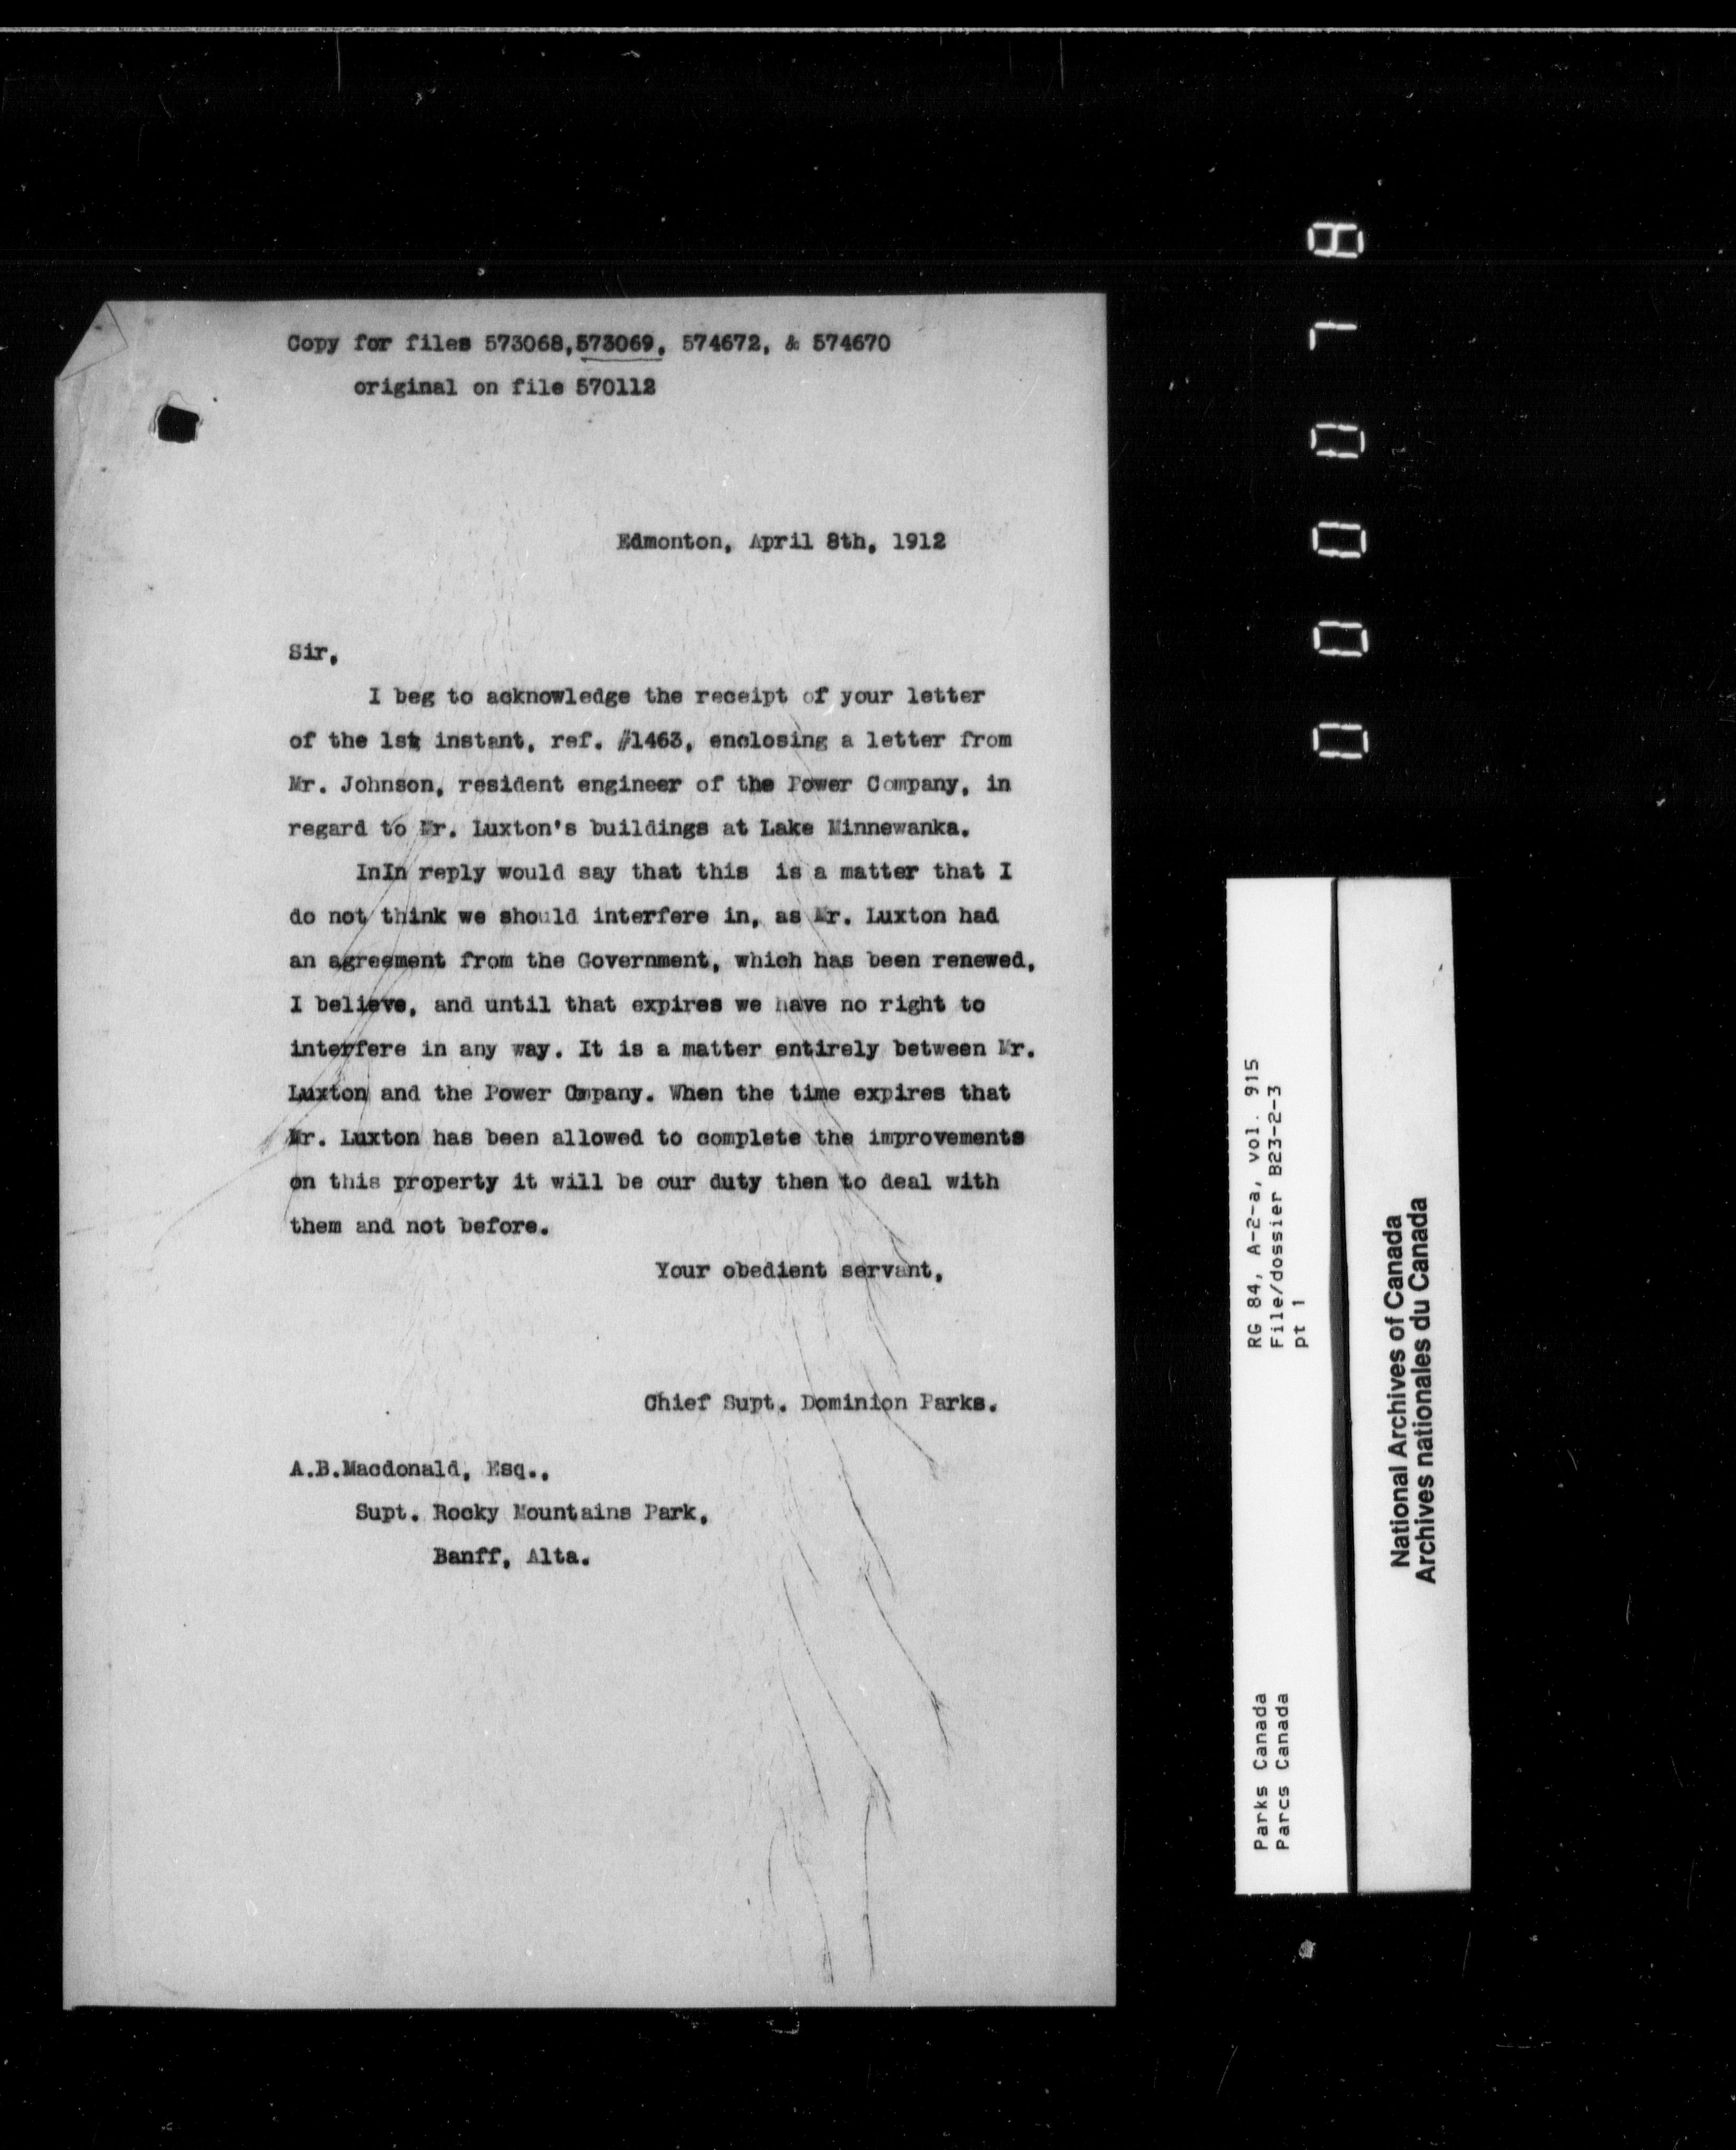 Copy for files 573068,573069, 574672, & 574670
original on file 570112
Edmonton, April 8th, 1912
Sir,
I beg to acknowledge the receipt of your letter
of the 1st instant, ref. #1463, enclosing a letter from
Mr. Johnson, resident engineer of the Power Company, in
regard to Mr. Luxton's buildings at Lake Minnewanka.
InIn reply would say that this is a matter that I
do not think we should interfere in, as Mr. Luxton had
an agreement from the Government, which has been renewed,
I believe, and until that expires we have no right to
interfere in any way. It is a matter entirely between Mr.
Luxton and the Power Cmpany. When the time expires that
Mr. Luxton has been allowed to complete the improvements
on this property it will be our duty then to deal with
them and not before.
Your obedient servant,
Chief Supt. Dominion Parks.
A.B.Macdonald, Esq.,
Supt. Rocky Mountains Park,
Banff, Alta.
000078
RG 84, A-2-a, vol. 915
File/dossier B23-2-3
pt 1
Parks Canada
Parcs Canada
National Archives of Canada
Archives nationales du Canada